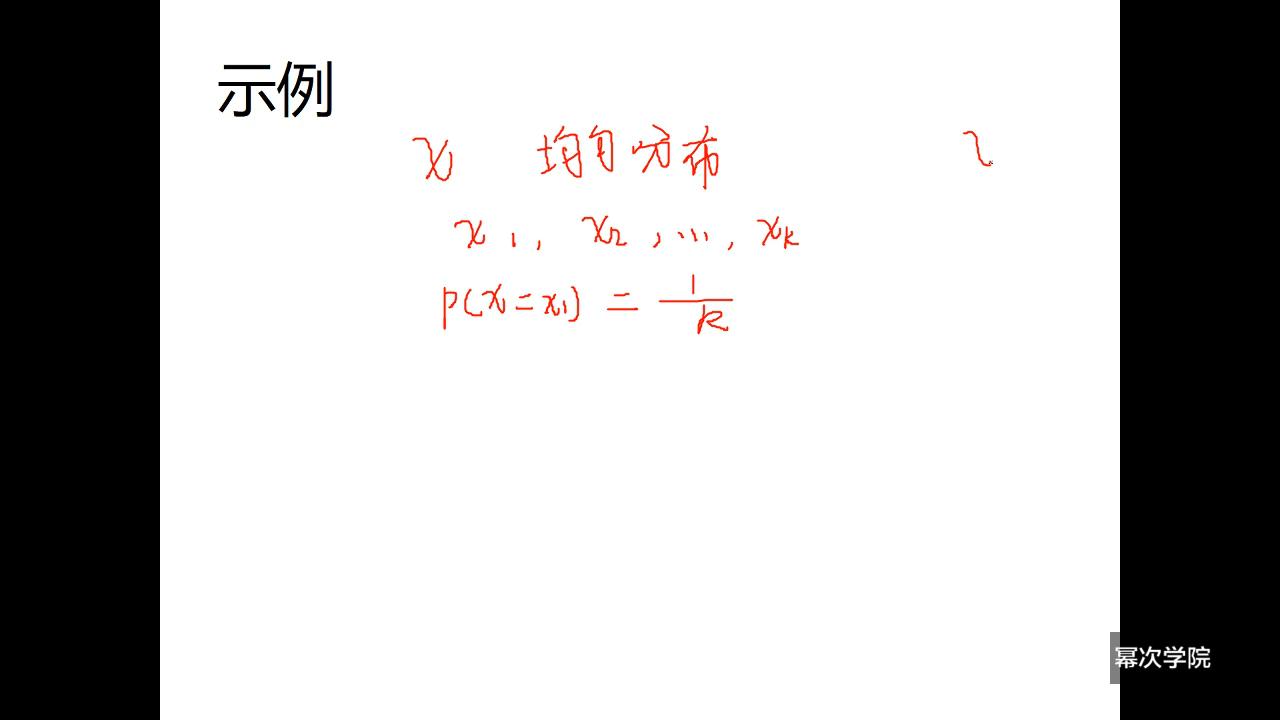 示例
x 均匀分布
x1, x2, ..., xk
p(x=x1) = 1/k
幂次学院